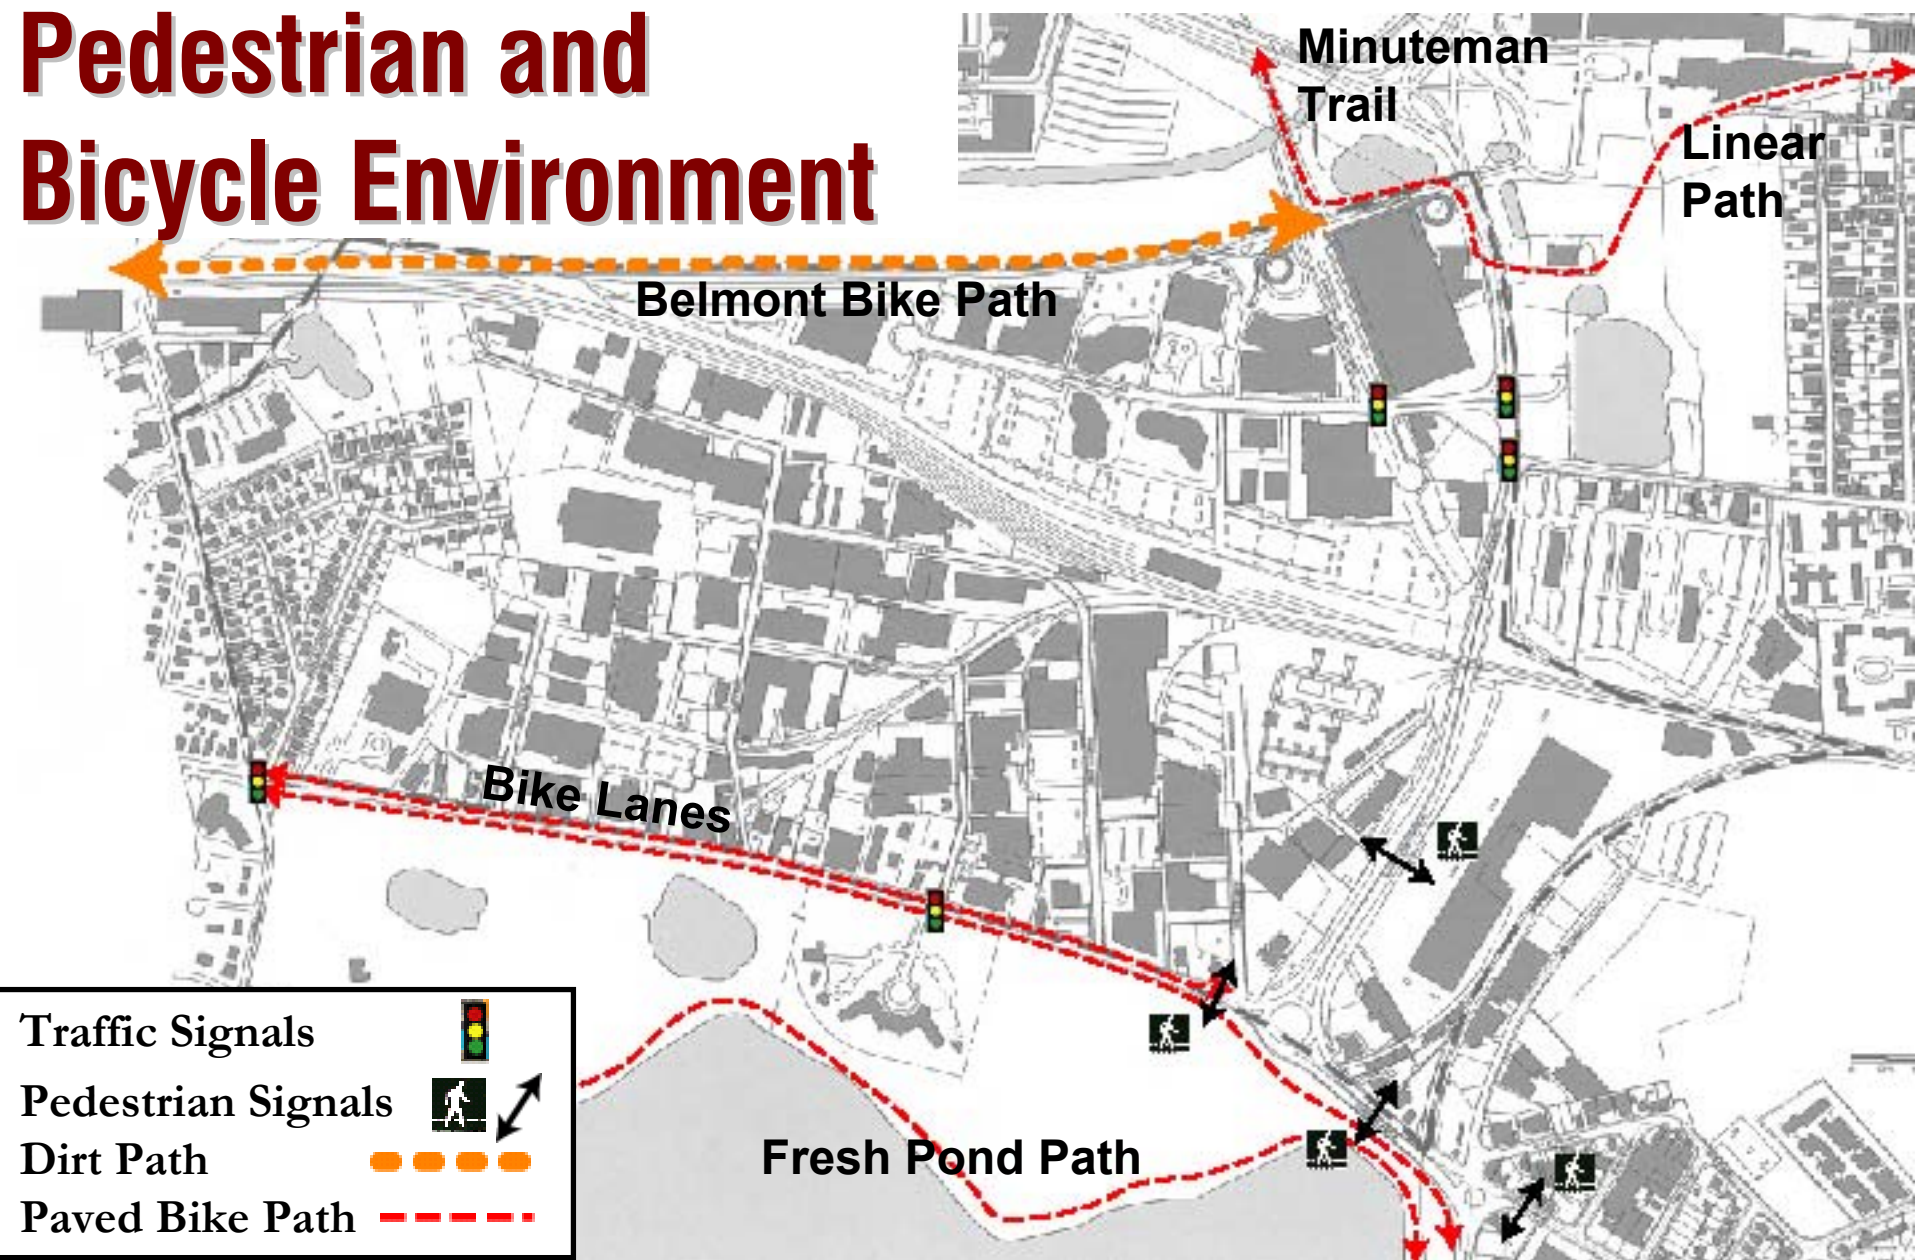 Pedestrian and
Bicycle Environment
Minuteman
Trail
Linear
Path
Belmont Bike Path
Bike Lanes
Fresh Pond Path
Traffic Signals
Pedestrian Signals
Dirt Path
Paved Bike Path